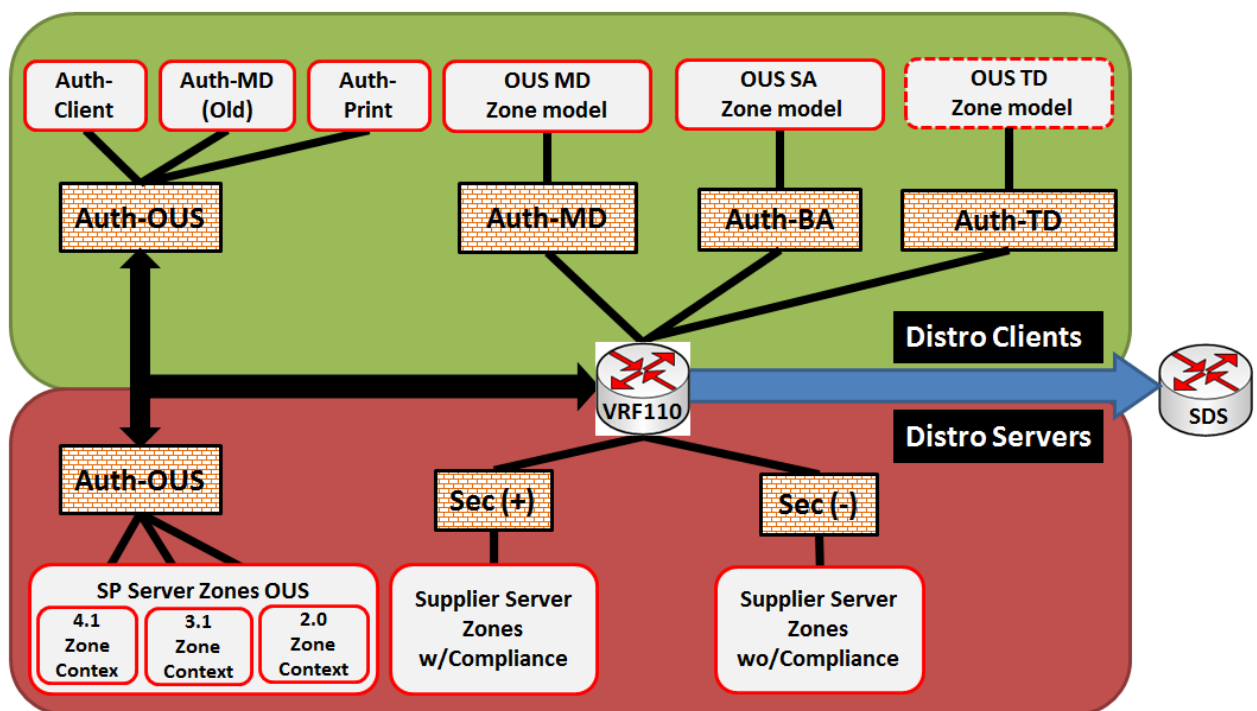 Auth-
Client
Auth-MD
(Old)
Auth-
Print
OUS MD
Zone model
OUS SA
Zone model
OUS TD
Zone model
Auth-OUS
Auth-MD
Auth-BA
Auth-TD
Distro Clients
VRF110
SDS
Distro Servers
Auth-OUS
Sec (+)
Sec (-)
SP Server Zones OUS
4.1
Zone
Contex
3.1
Zone
Context
2.0
Zone
Context
Supplier Server
Zones
w/Compliance
Supplier Server
Zones
wo/Compliance